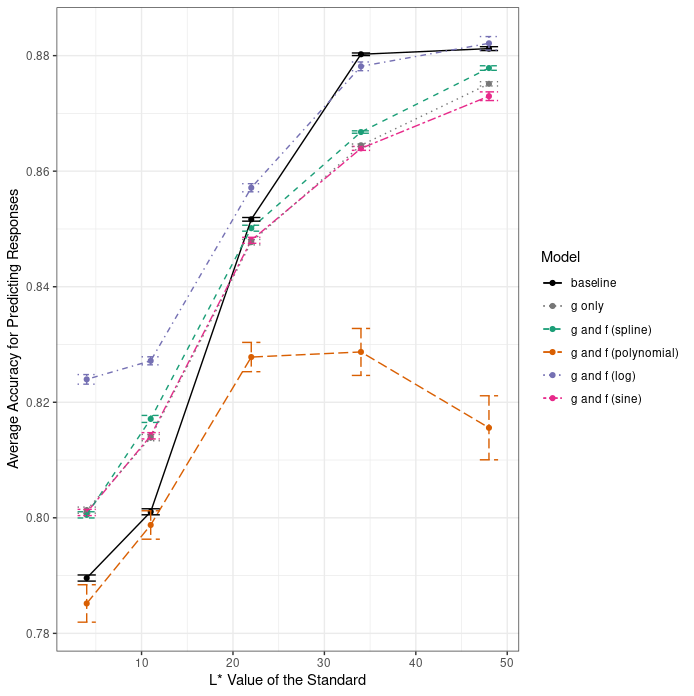 Average Accuracy for Predicting Responses
0.88
0.86
0.84
0.82
0.80
0.78
10
20
30
40
50
L* Value of the Standard
Model
baseline
g only
g and f (spline)
g and f (polynomial)
g and f (log)
g and f (sine)